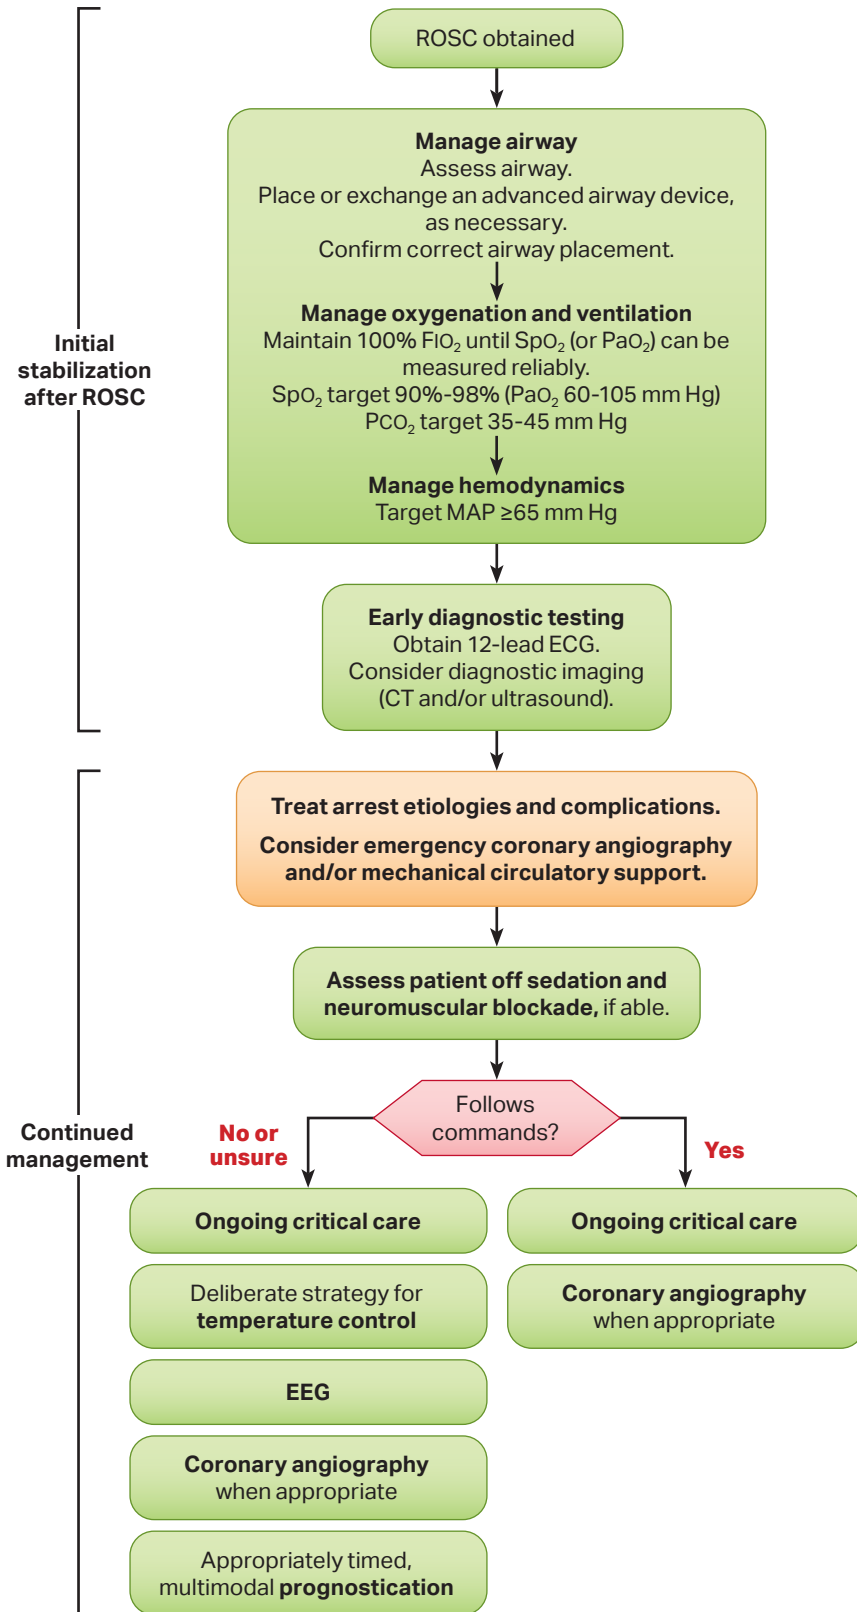 ROSC obtained
Manage airway
Assess airway.
Place or exchange an advanced airway device,
as necessary.
Confirm correct airway placement.
Manage oxygenation and ventilation
Maintain 100% FIO₂ until SpO₂ (or PaO₂) can be
measured reliably.
SpO₂ target 90%-98% (PaO₂ 60-105 mm Hg)
PCO₂ target 35-45 mm Hg
Manage hemodynamics
Target MAP ≥65 mm Hg
Initial
stabilization
after ROSC
Early diagnostic testing
Obtain 12-lead ECG.
Consider diagnostic imaging
(CT and/or ultrasound).
Treat arrest etiologies and complications.
Consider emergency coronary angiography
and/or mechanical circulatory support.
Assess patient off sedation and
neuromuscular blockade, if able.
Continued
management
Follows
commands?
No or
unsure
Yes
Ongoing critical care
Deliberate strategy for
temperature control
EEG
Coronary angiography
when appropriate
Appropriately timed,
multimodal prognostication
Ongoing critical care
Coronary angiography
when appropriate